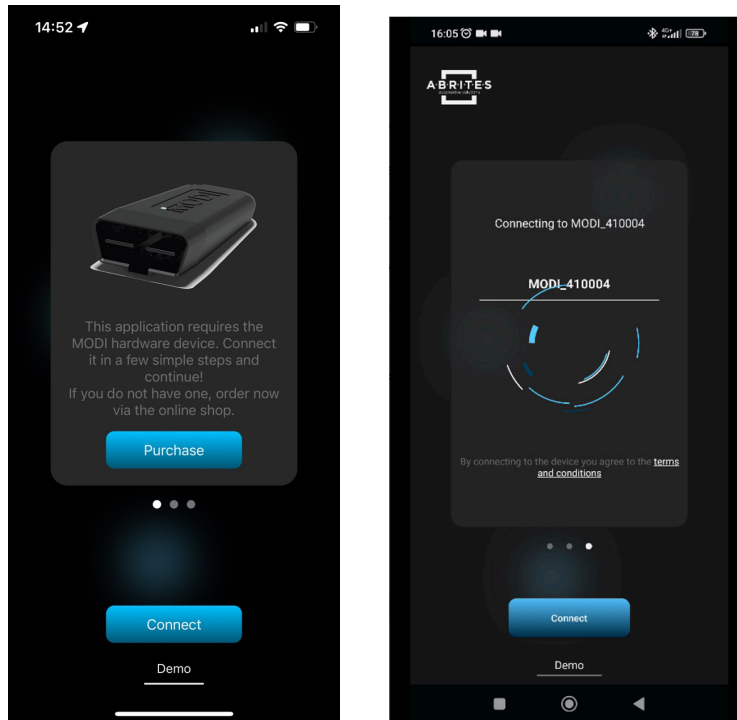 14:52
MODI
This application requires the
MODI hardware device. Connect
it in a few simple steps and
continue!
If you do not have one, order now
via the online shop.
Purchase
Connect
Demo
16:05
78
A·B·R·I·T·E·S
Connecting to MODI_410004
MODI_410004
By connecting to the device you agree to the terms
and conditions
Connect
Demo